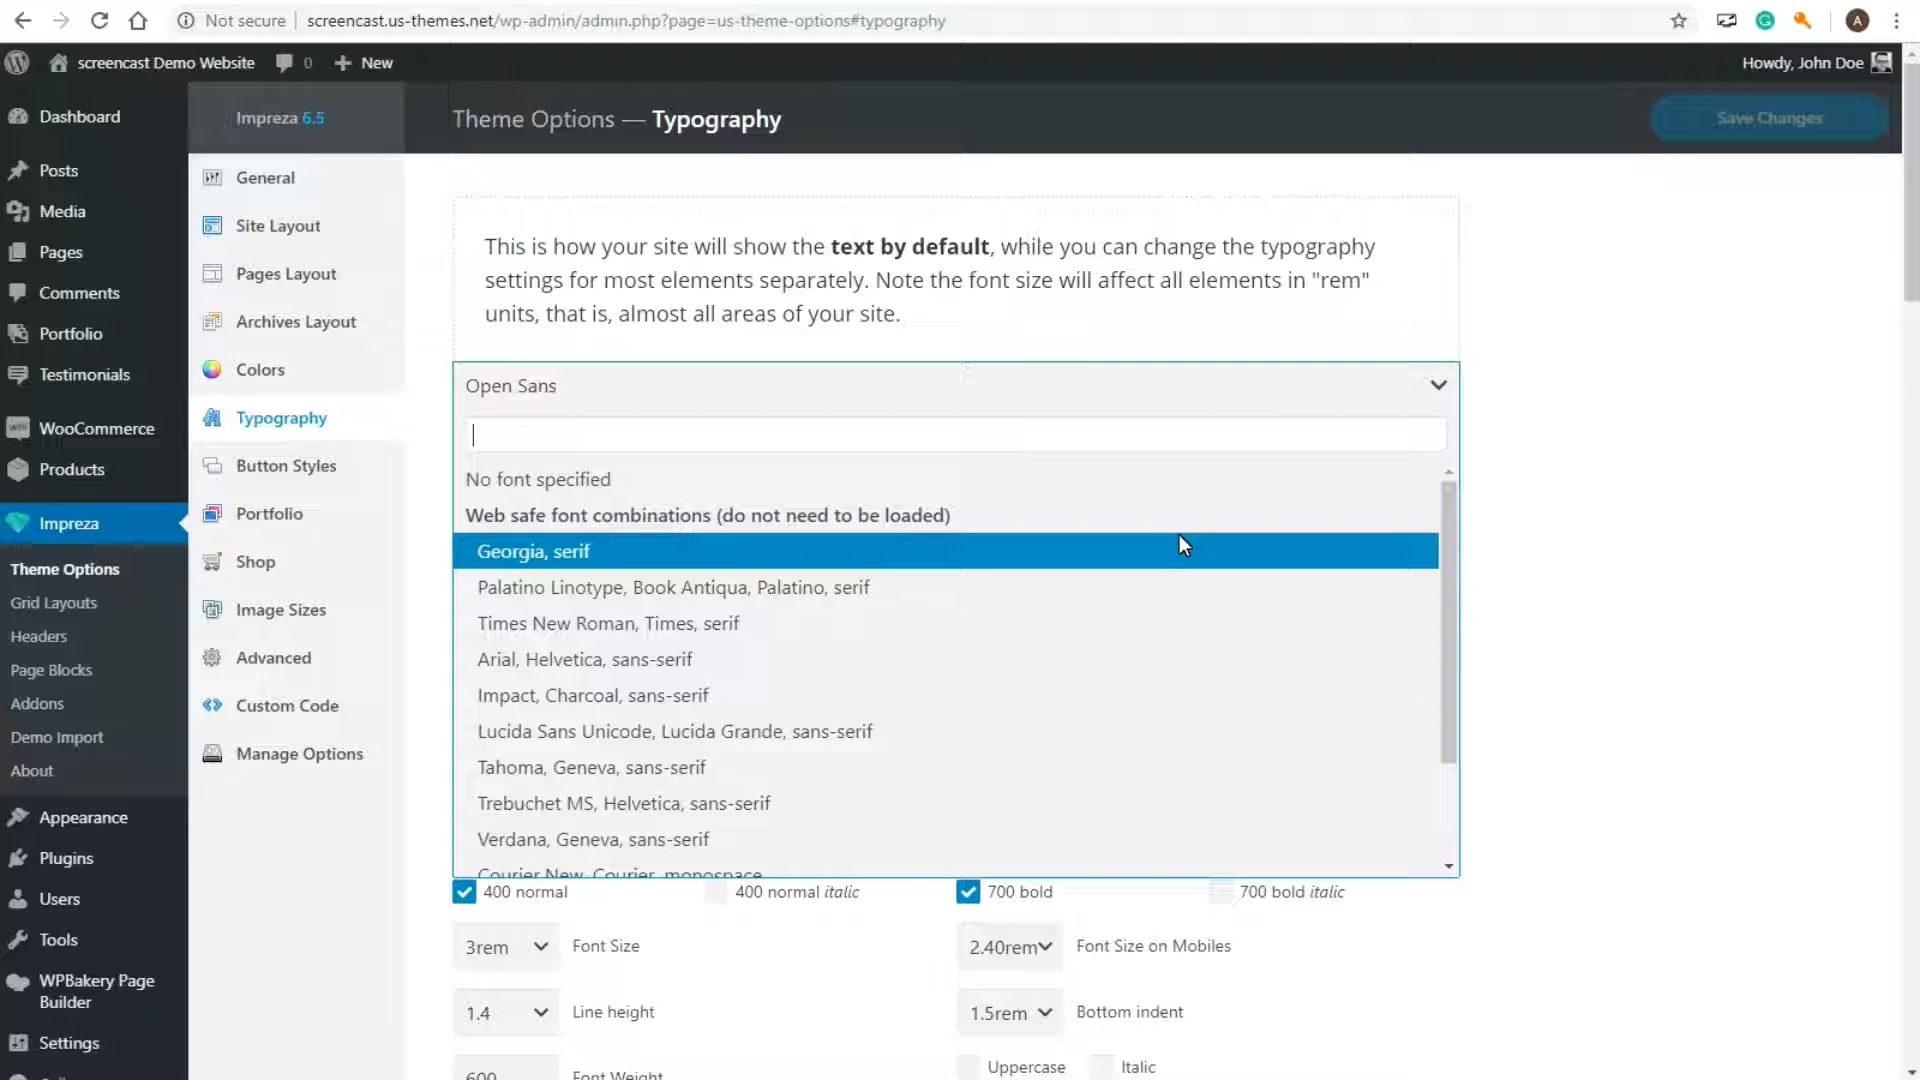 Not secure
screencast.us-themes.net/wp-admin/admin.php?page=us-theme-options#typography
A
screencast Demo Website
0
New
Howdy, John Doe
Dashboard
Posts
Media
Pages
Comments
Portfolio
Testimonials
WooCommerce
Products
Impreza
Theme Options
Grid Layouts
Headers
Page Blocks
Addons
Demo Import
About
Appearance
Plugins
Users
Tools
WPBakery Page
Builder
Settings
Impreza 6.5
General
Site Layout
Pages Layout
Archives Layout
Colors
Typography
Button Styles
Portfolio
Shop
Image Sizes
Advanced
Custom Code
Manage Options
Theme Options — Typography
Save Changes
This is how your site will show the text by default, while you can change the typography
settings for most elements separately. Note the font size will affect all elements in "rem"
units, that is, almost all areas of your site.
Open Sans
No font specified
Web safe font combinations (do not need to be loaded)
Georgia, serif
Palatino Linotype, Book Antiqua, Palatino, serif
Times New Roman, Times, serif
Arial, Helvetica, sans-serif
Impact, Charcoal, sans-serif
Lucida Sans Unicode, Lucida Grande, sans-serif
Tahoma, Geneva, sans-serif
Trebuchet MS, Helvetica, sans-serif
Verdana, Geneva, sans-serif
Courier New, Courier, monospace
400 normal
400 normal italic
700 bold
700 bold italic
3rem
Font Size
2.40rem
Font Size on Mobiles
1.4
Line height
1.5rem
Bottom indent
600
Font Weight
Uppercase
Italic